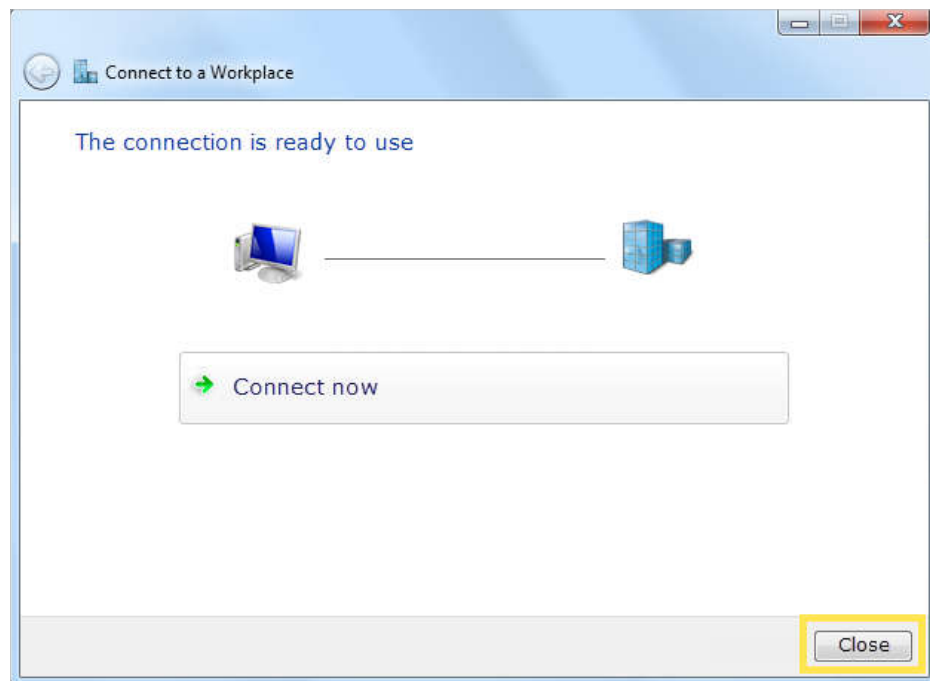 Connect to a Workplace
The connection is ready to use
Connect now
Close